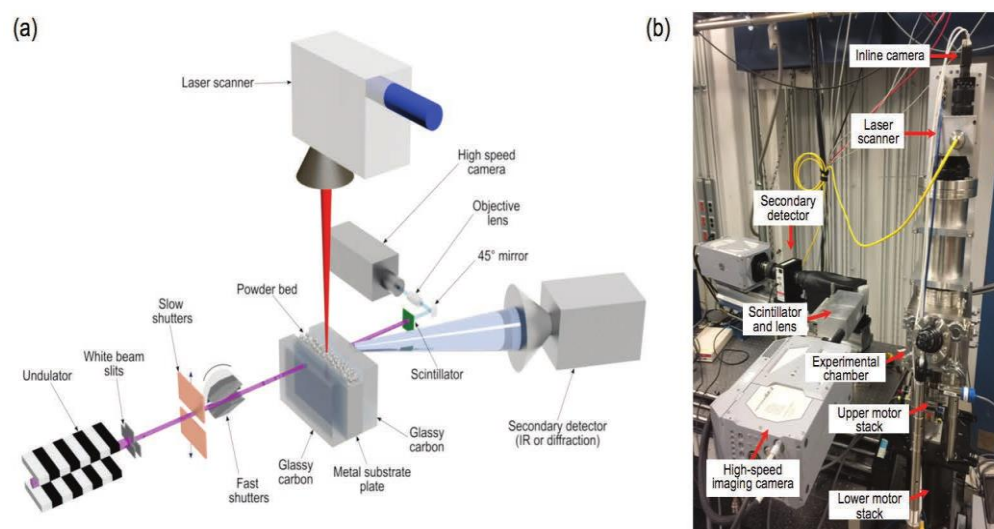 (a)
Laser scanner
High speed
camera
Objective
lens
45° mirror
Powder bed
Slow
shutters
White beam
slits
Undulator
Scintillator
Fast
shutters
Glassy
carbon
Metal substrate
plate
Glassy
carbon
Secondary detector
(IR or diffraction)
(b)
Inline camera
Laser
scanner
Secondary
detector
Scintillator
and lens
Experimental
chamber
Upper motor
stack
High-speed
imaging camera
Lower motor
stack